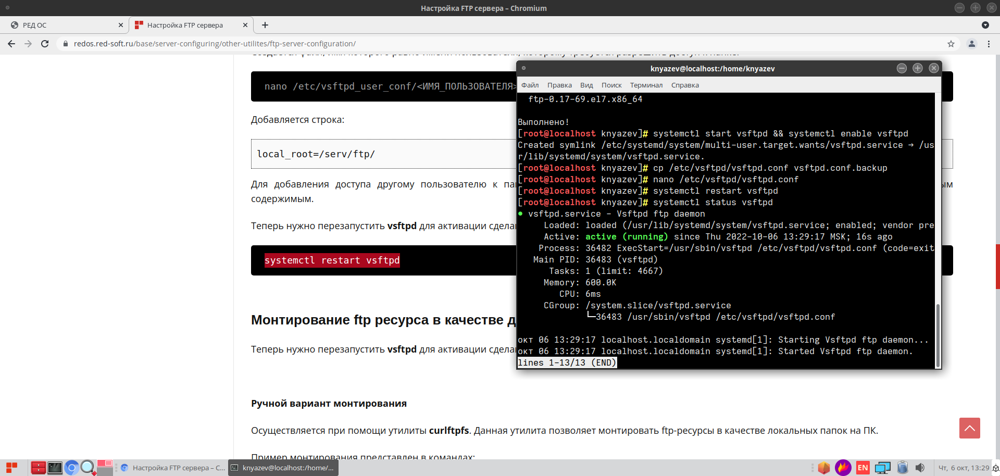 Настройка FTP сервера – Chromium
РЕД ОС
Настройка FTP сервера
redos.red-soft.ru/base/server-configuring/other-utilites/ftp-server-configuration/
nano /etc/vsftpd_user_conf/<ИМЯ_ПОЛЬЗОВАТЕЛЯ>
Добавляется строка:
local_root=/serv/ftp/
Для добавления доступа другому пользователю к
содержимым.
Теперь нужно перезапустить vsftpd для активации
systemctl restart vsftpd
Монтирование ftp ресурса в качестве
Теперь нужно перезапустить vsftpd для активации
Ручной вариант монтирования
Осуществляется при помощи утилиты curlftpfs. Данная утилита позволяет монтировать ftp-ресурсы в качестве локальных папок на ПК.
Пример монтирования представлен в командах:
knyazev@localhost:/home/knyazev
Файл Правка Вид Поиск Терминал Справка
ftp-0.17-69.el7.x86_64
Выполнено!
[root@localhost knyazev]# systemctl start vsftpd && systemctl enable vsftpd
Created symlink /etc/systemd/system/multi-user.target.wants/vsftpd.service → /us
r/lib/systemd/system/vsftpd.service.
[root@localhost knyazev]# cp /etc/vsftpd/vsftpd.conf vsftpd.conf.backup
[root@localhost knyazev]# nano /etc/vsftpd/vsftpd.conf
[root@localhost knyazev]# systemctl restart vsftpd
[root@localhost knyazev]# systemctl status vsftpd
● vsftpd.service - Vsftpd ftp daemon
Loaded: loaded (/usr/lib/systemd/system/vsftpd.service; enabled; vendor pre
Active: active (running) since Thu 2022-10-06 13:29:17 MSK; 16s ago
Process: 36482 ExecStart=/usr/sbin/vsftpd /etc/vsftpd/vsftpd.conf (code=exit
Main PID: 36483 (vsftpd)
Tasks: 1 (limit: 4667)
Memory: 600.0K
CPU: 6ms
CGroup: /system.slice/vsftpd.service
└─36483 /usr/sbin/vsftpd /etc/vsftpd/vsftpd.conf
окт 06 13:29:17 localhost.localdomain systemd[1]: Starting Vsftpd ftp daemon...
окт 06 13:29:17 localhost.localdomain systemd[1]: Started Vsftpd ftp daemon.
lines 1-13/13 (END)
Настройка FTP сервера – C...
knyazev@localhost:/home/...
EN
Чт, 6 окт, 13:29